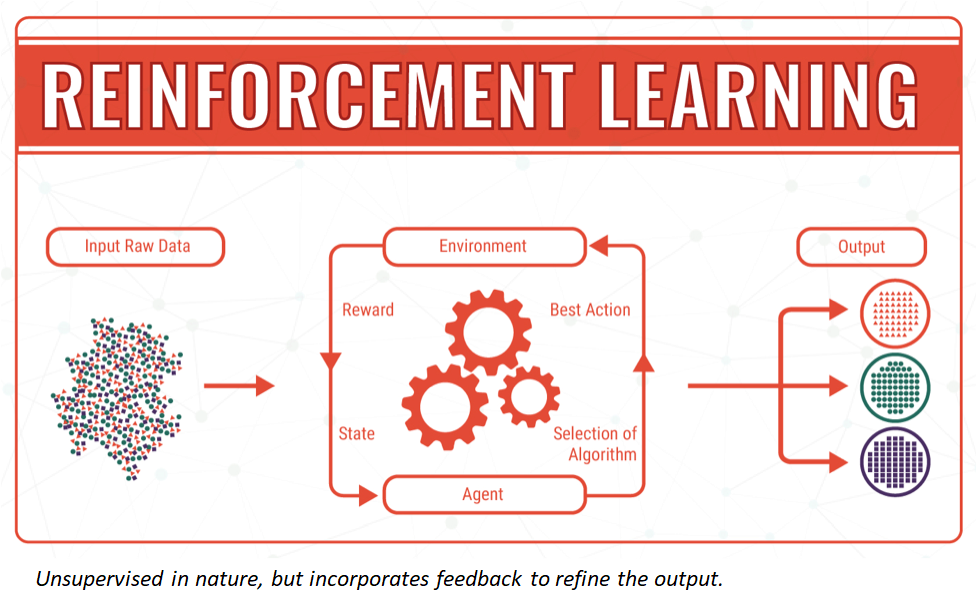 REINFORCEMENT LEARNING
Input Raw Data
Environment
Output
Reward
Best Action
State
Selection of
Algorithm
Agent
Unsupervised in nature, but incorporates feedback to refine the output.